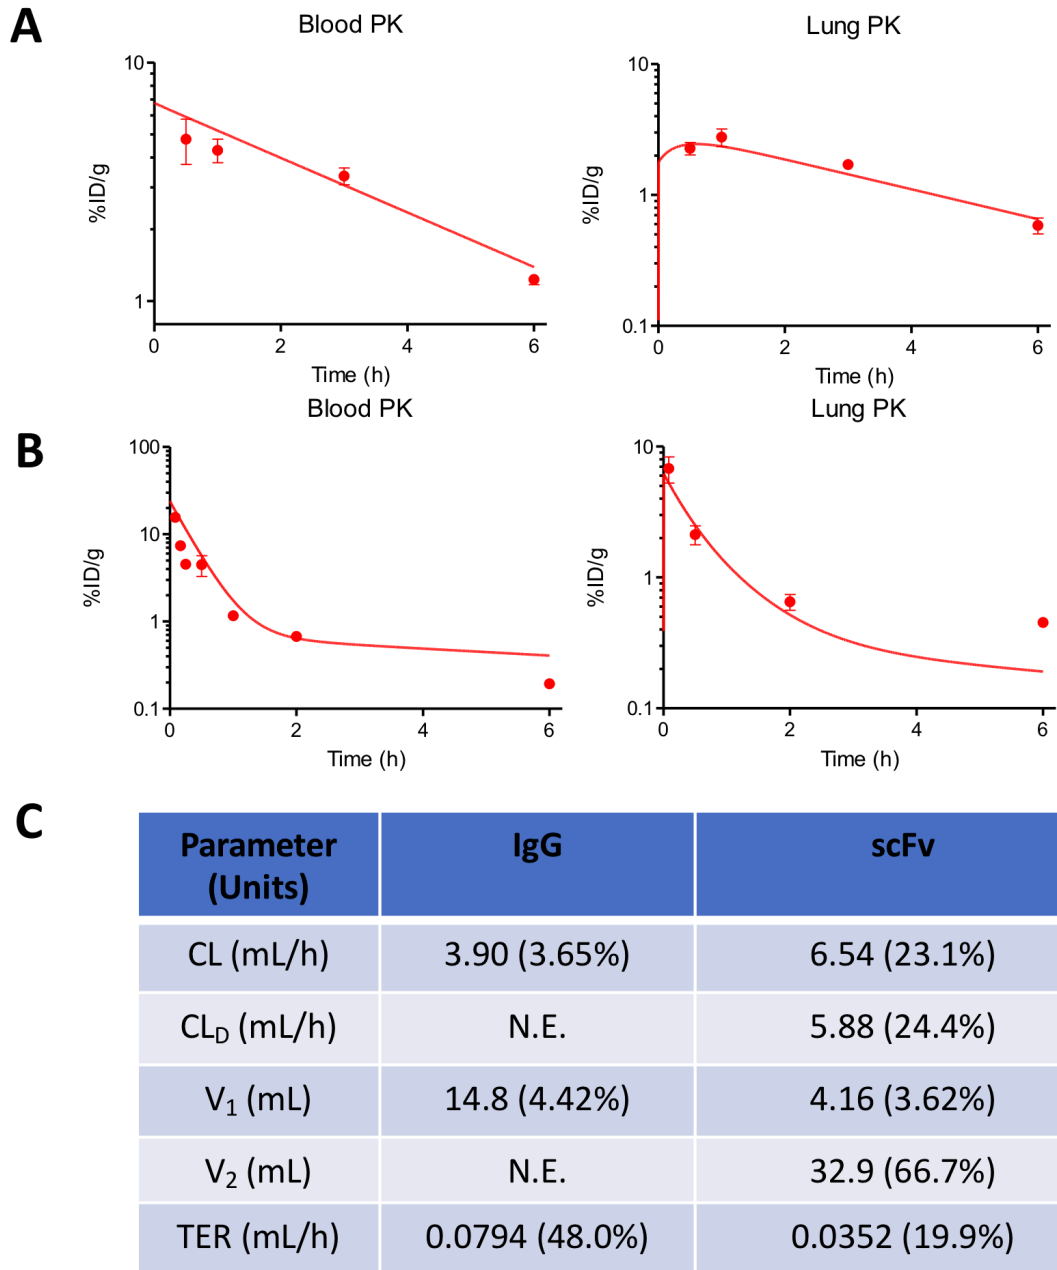 A
Blood PK
%ID/g
10
1
0
2
4
6
Time (h)
Lung PK
%ID/g
10
1
0.1
0
2
4
6
Time (h)
B
Blood PK
%ID/g
100
10
1
0.1
0
2
4
6
Time (h)
Lung PK
%ID/g
10
1
0.1
0
2
4
6
Time (h)
C
Parameter (Units) IgG scFv
CL (mL/h) 3.90 (3.65%) 6.54 (23.1%)
CL_D (mL/h) N.E. 5.88 (24.4%)
V_1 (mL) 14.8 (4.42%) 4.16 (3.62%)
V_2 (mL) N.E. 32.9 (66.7%)
TER (mL/h) 0.0794 (48.0%) 0.0352 (19.9%)